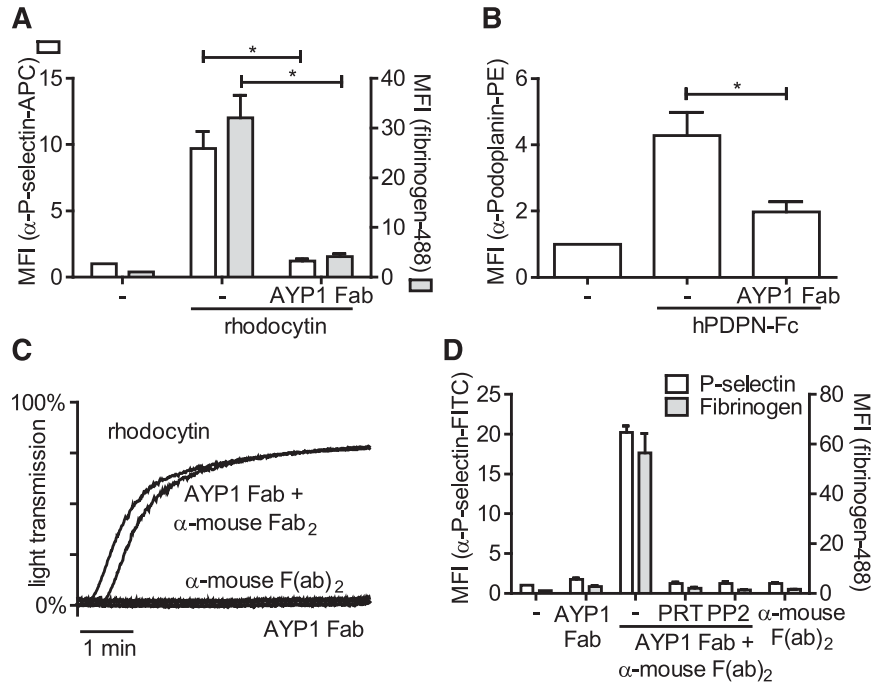 A
MFI (α-P-selectin-APC)
15
10
5
0
*
*
40
30
20
10
0
MFI (fibrinogen-488)
-
-
AYP1 Fab
rhodocytin
B
MFI (α-Podoplanin-PE)
6
4
2
0
*
-
-
AYP1 Fab
hPDPN-Fc
C
light transmission
100%
0%
rhodocytin
AYP1 Fab +
α-mouse Fab2
α-mouse F(ab)2
AYP1 Fab
1 min
D
MFI (α-P-selectin-FITC)
25
20
15
10
5
0
P-selectin
Fibrinogen
80
60
40
20
0
MFI (fibrinogen-488)
-
AYP1
Fab
-
PRT PP2
AYP1 Fab +
α-mouse F(ab)2
α-mouse
F(ab)2